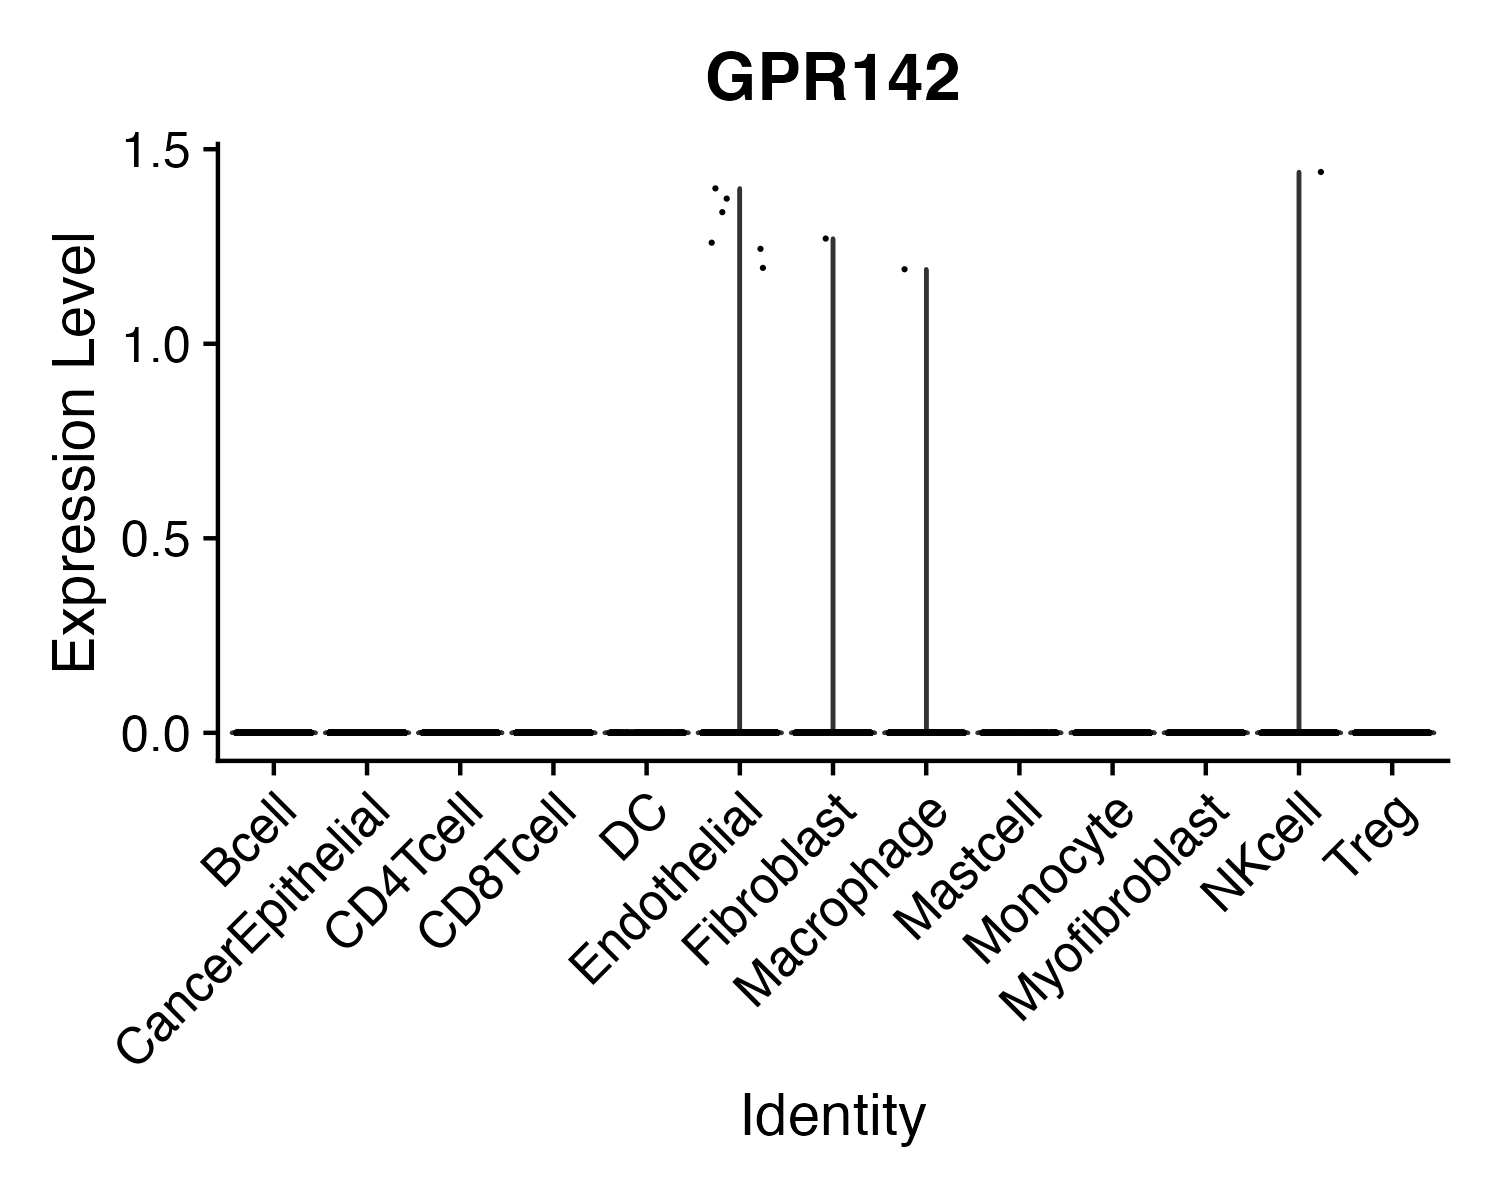 GPR142
Expression Level
1.5
1.0
0.5
0.0
Bcell
CancerEpithelial
CD4Tcell
CD8Tcell
DC
Endothelial
Fibroblast
Macrophage
Mastcell
Monocyte
Myofibroblast
NKcell
Treg
Identity